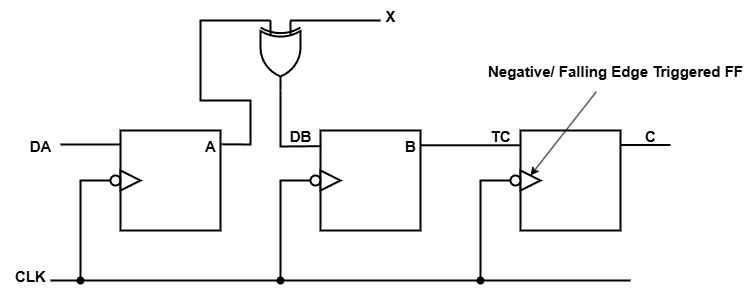 X
Negative/ Falling Edge Triggered FF
DA
A
DB
B
TC
C
CLK